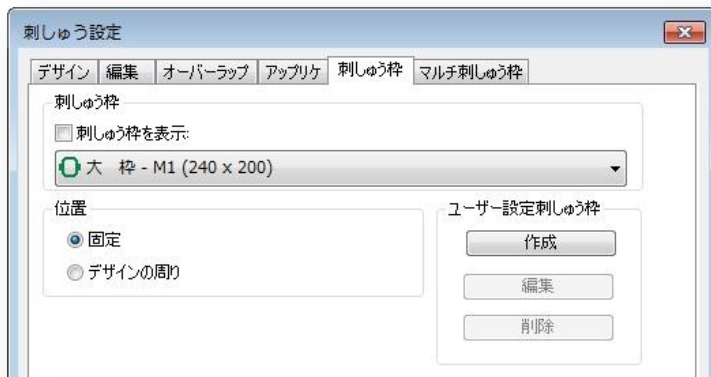 刺しゅう設定
デザイン 編集 オーバーラップ アップリケ 刺しゅう枠 マルチ刺しゅう枠
刺しゅう枠
刺しゅう枠を表示:
大 枠 - M1 (240 x 200)
位置
固定
デザインの周り
ユーザー設定刺しゅう枠
作成
編集
削除